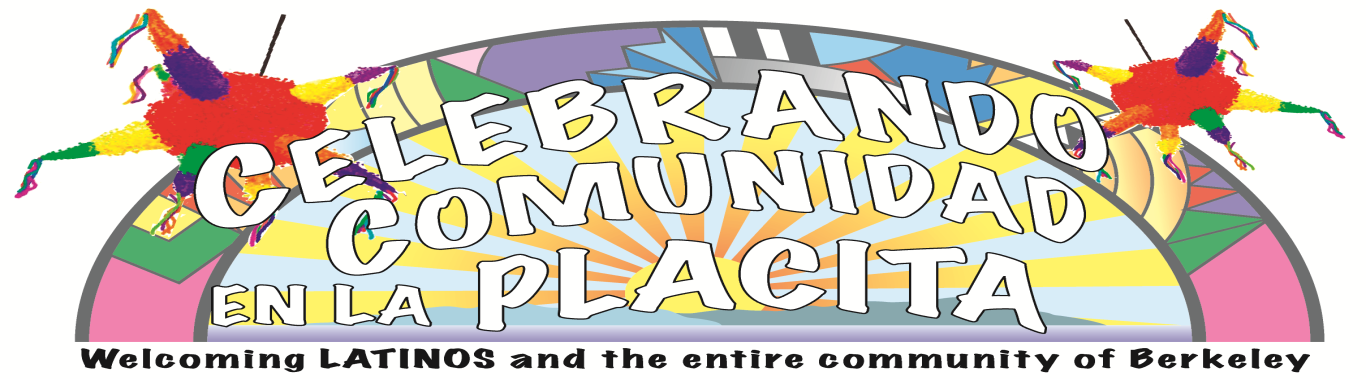 CELEBRANDO
COMUNIDAD
EN LA PLACITA
Welcoming LATINOS and the entire community of Berkeley